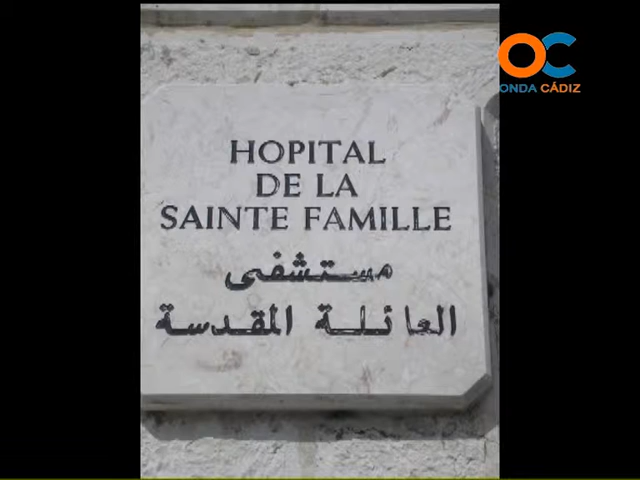 OC
ONDA CÁDIZ
HOPITAL
DE LA
SAINTE FAMILLE
مستشفى
العائلة المقدسة